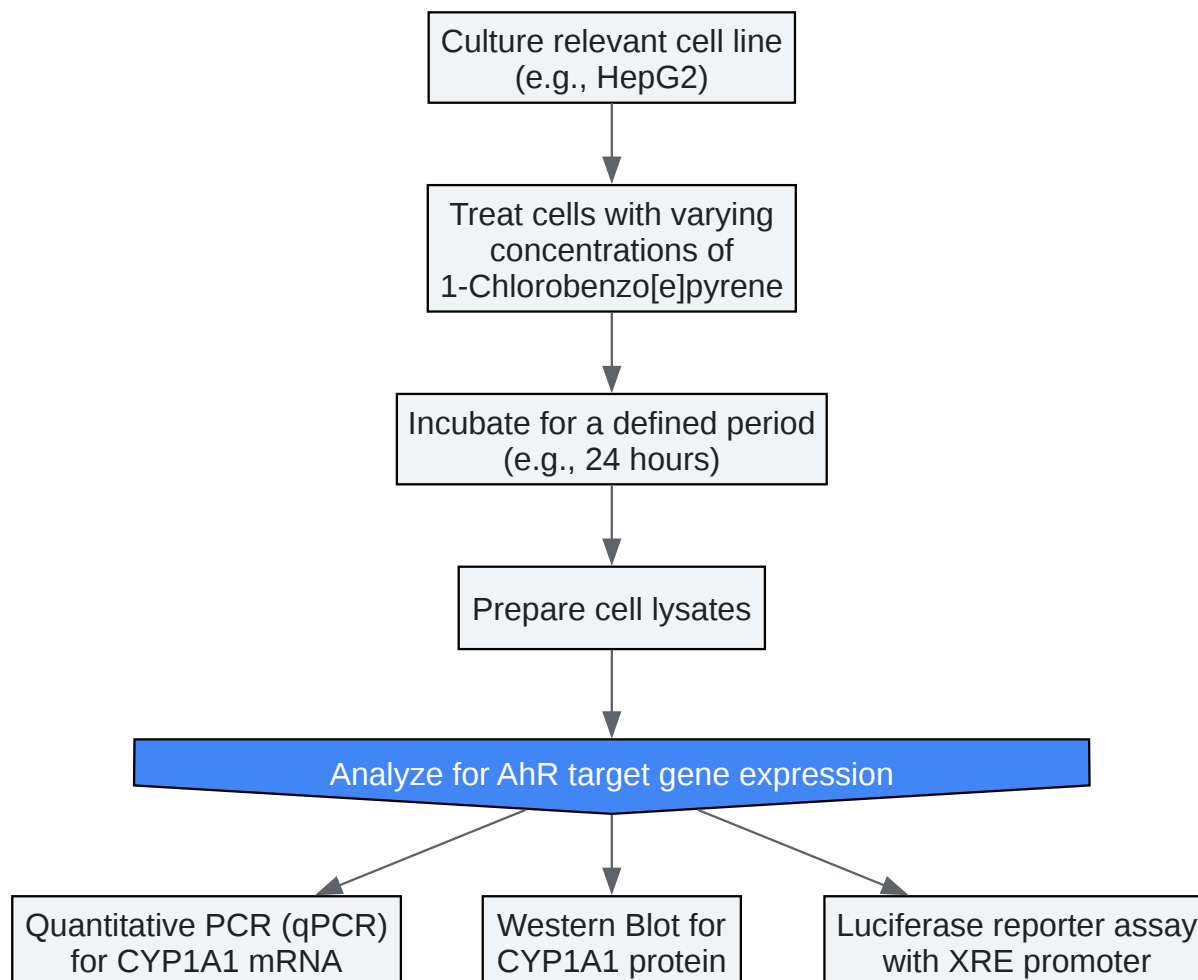 Culture relevant cell line
(e.g., HepG2)
Treat cells with varying
concentrations of
1-Chlorobenzo[e]pyrene
Incubate for a defined period
(e.g., 24 hours)
Prepare cell lysates
Analyze for AhR target gene expression
Quantitative PCR (qPCR)
for CYP1A1 mRNA
Western Blot for
CYP1A1 protein
Luciferase reporter assay
with XRE promoter